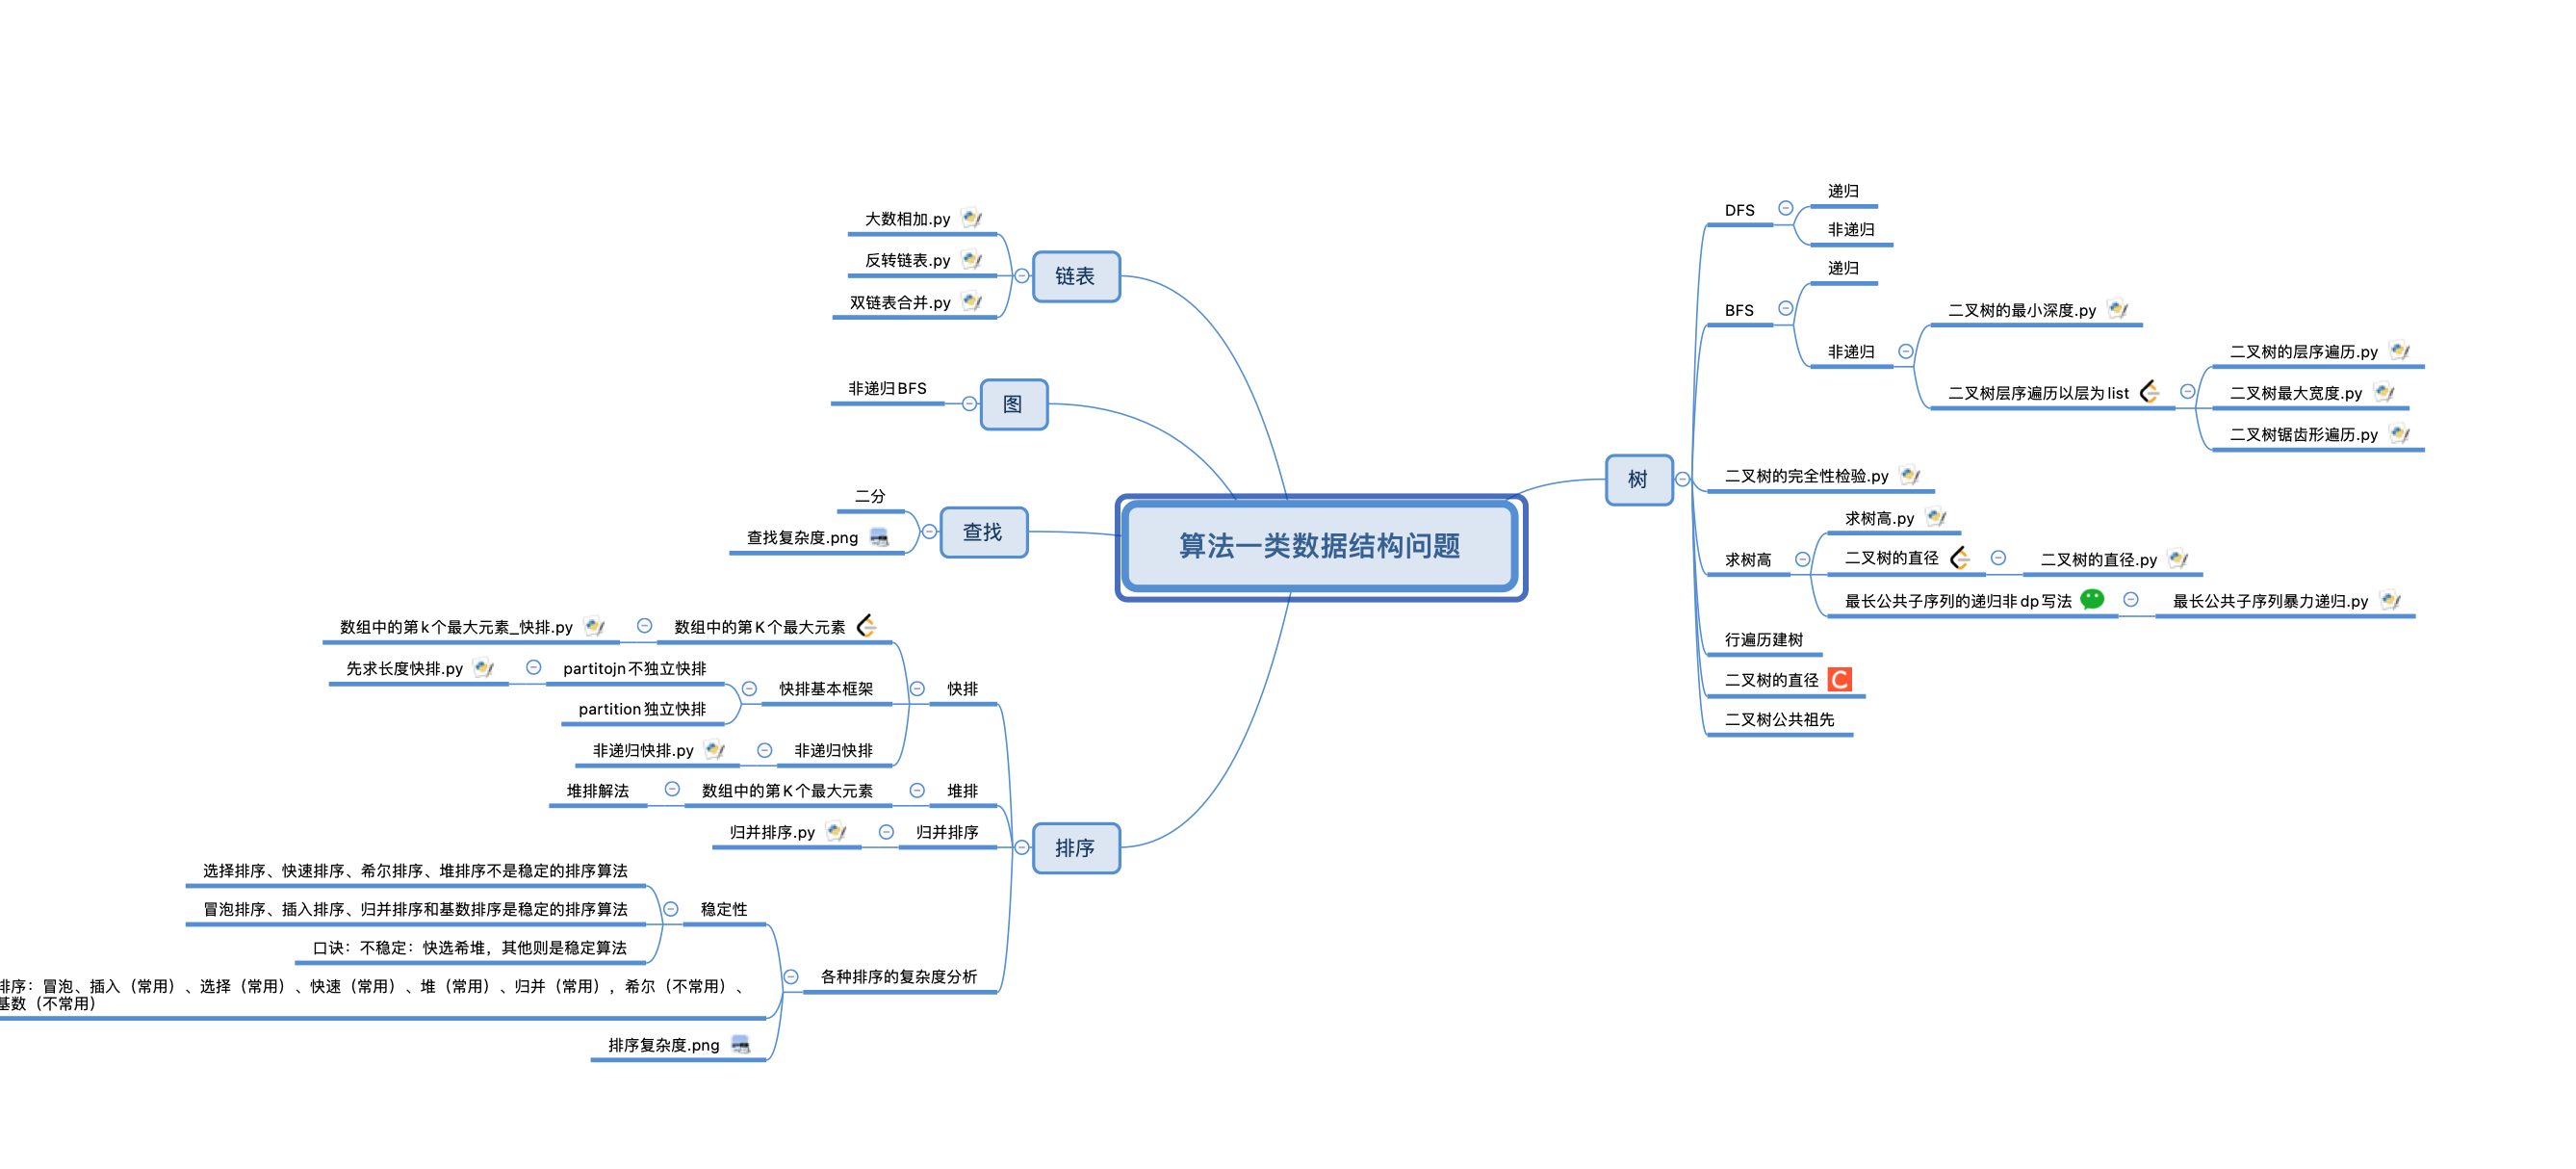 算法一类数据结构问题
链表
大数相加.py
反转链表.py
双链表合并.py
图
非递归BFS
查找
二分
查找复杂度.png
排序
快排
数组中的第K个最大元素
数组中的第k个最大元素_快排.py
快排基本框架
partitojn不独立快排
先求长度快排.py
partition独立快排
非递归快排
非递归快排.py
堆排
数组中的第K个最大元素
堆排解法
归并排序
归并排序.py
各种排序的复杂度分析
稳定性
选择排序、快速排序、希尔排序、堆排序不是稳定的排序算法
冒泡排序、插入排序、归并排序和基数排序是稳定的排序算法
口诀：不稳定：快选希堆，其他则是稳定算法
排序：冒泡、插入（常用）、选择（常用）、快速（常用）、堆（常用）、归并（常用），希尔（不常用）、
基数（不常用）
排序复杂度.png
树
DFS
递归
非递归
BFS
递归
非递归
二叉树的最小深度.py
二叉树层序遍历以层为list
二叉树的层序遍历.py
二叉树最大宽度.py
二叉树锯齿形遍历.py
二叉树的完全性检验.py
求树高
求树高.py
二叉树的直径
二叉树的直径.py
最长公共子序列的递归非dp写法
最长公共子序列暴力递归.py
行遍历建树
二叉树的直径
C
二叉树公共祖先